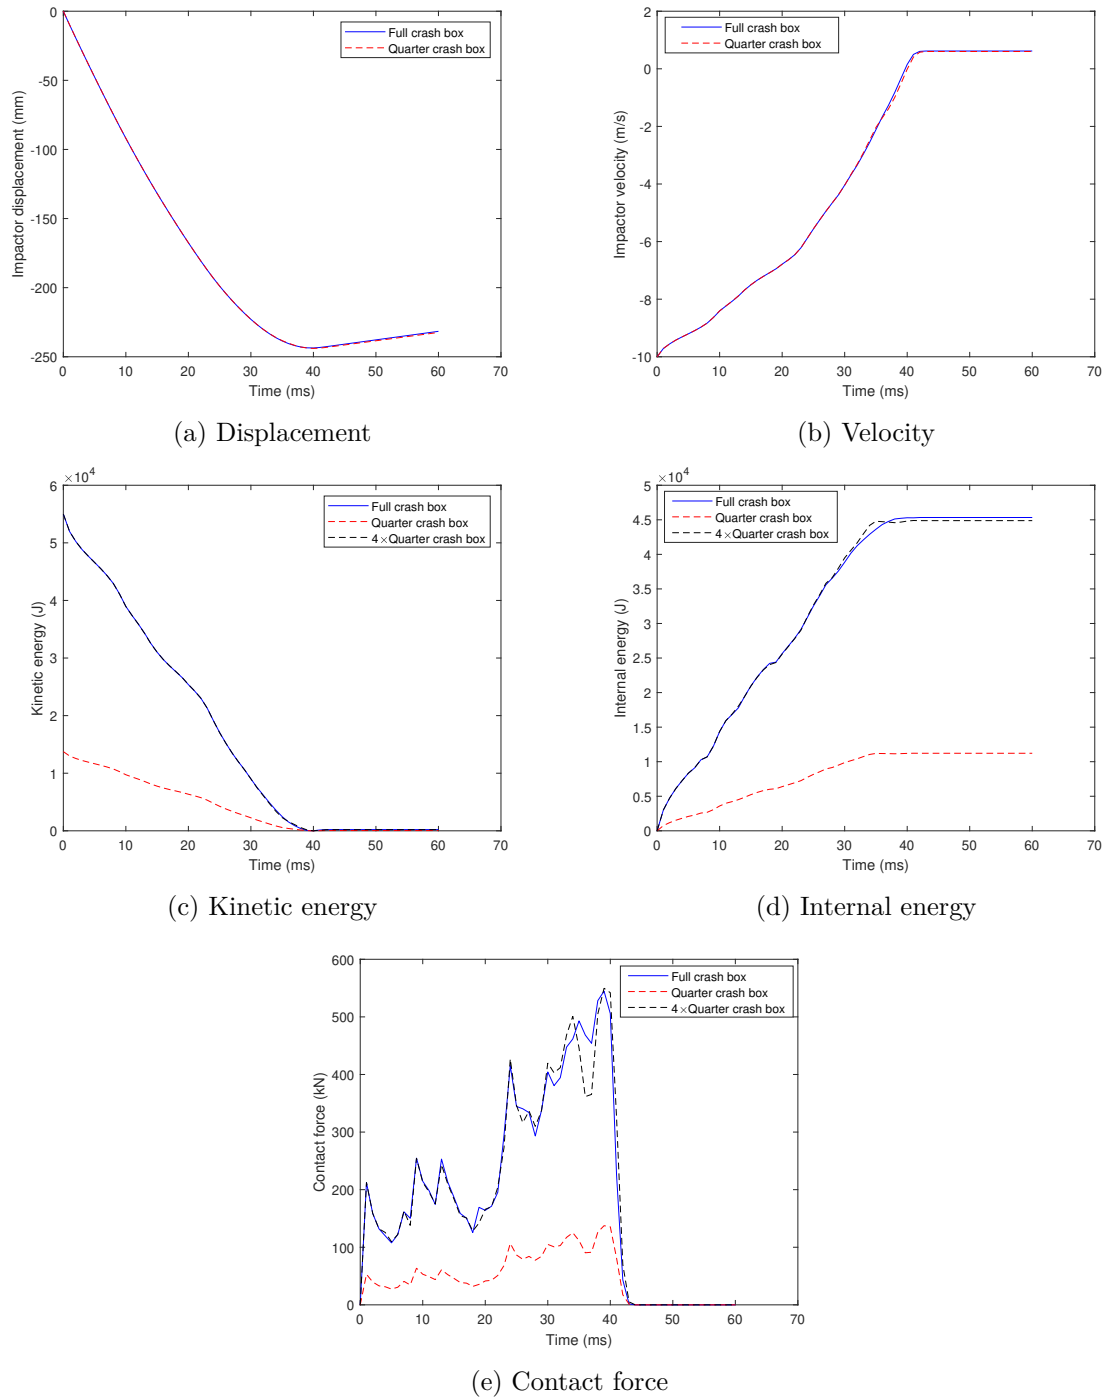 0
-50
-100
-150
-200
-250
0 10 20 30 40 50 60 70
Impactor displacement (mm)
Time (ms)
Full crash box
Quarter crash box
(a) Displacement
2
0
-2
-4
-6
-8
-10
0 10 20 30 40 50 60 70
Impactor velocity (m/s)
Time (ms)
Full crash box
Quarter crash box
(b) Velocity
×10⁴
6
5
4
3
2
1
0
0 10 20 30 40 50 60 70
Kinetic energy (J)
Time (ms)
Full crash box
Quarter crash box
4×Quarter crash box
(c) Kinetic energy
×10⁴
5
4.5
4
3.5
3
2.5
2
1.5
1
0.5
0
0 10 20 30 40 50 60 70
Internal energy (J)
Time (ms)
Full crash box
Quarter crash box
4×Quarter crash box
(d) Internal energy
600
500
400
300
200
100
0
0 10 20 30 40 50 60 70
Contact force (kN)
Time (ms)
Full crash box
Quarter crash box
4×Quarter crash box
(e) Contact force